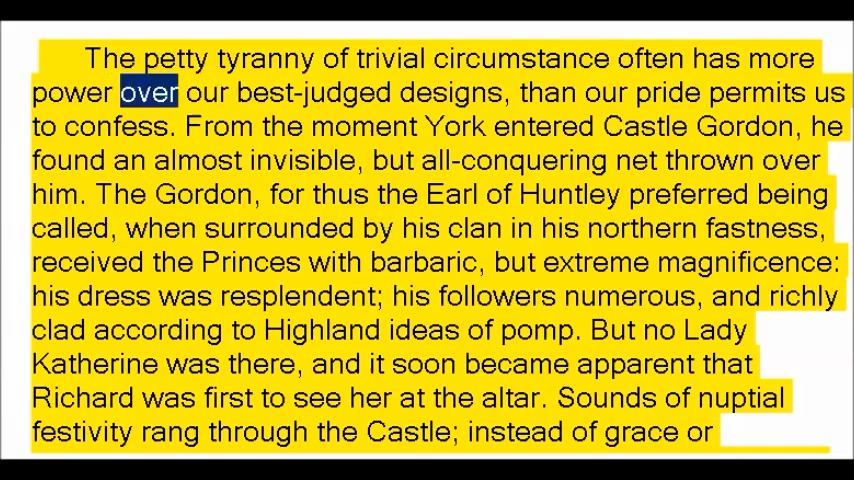 The petty tyranny of trivial circumstance often has more
power over our best-judged designs, than our pride permits us
to confess. From the moment York entered Castle Gordon, he
found an almost invisible, but all-conquering net thrown over
him. The Gordon, for thus the Earl of Huntley preferred being
called, when surrounded by his clan in his northern fastness,
received the Princes with barbaric, but extreme magnificence:
his dress was resplendent; his followers numerous, and richly
clad according to Highland ideas of pomp. But no Lady
Katherine was there, and it soon became apparent that
Richard was first to see her at the altar. Sounds of nuptial
festivity rang through the Castle; instead of grace or